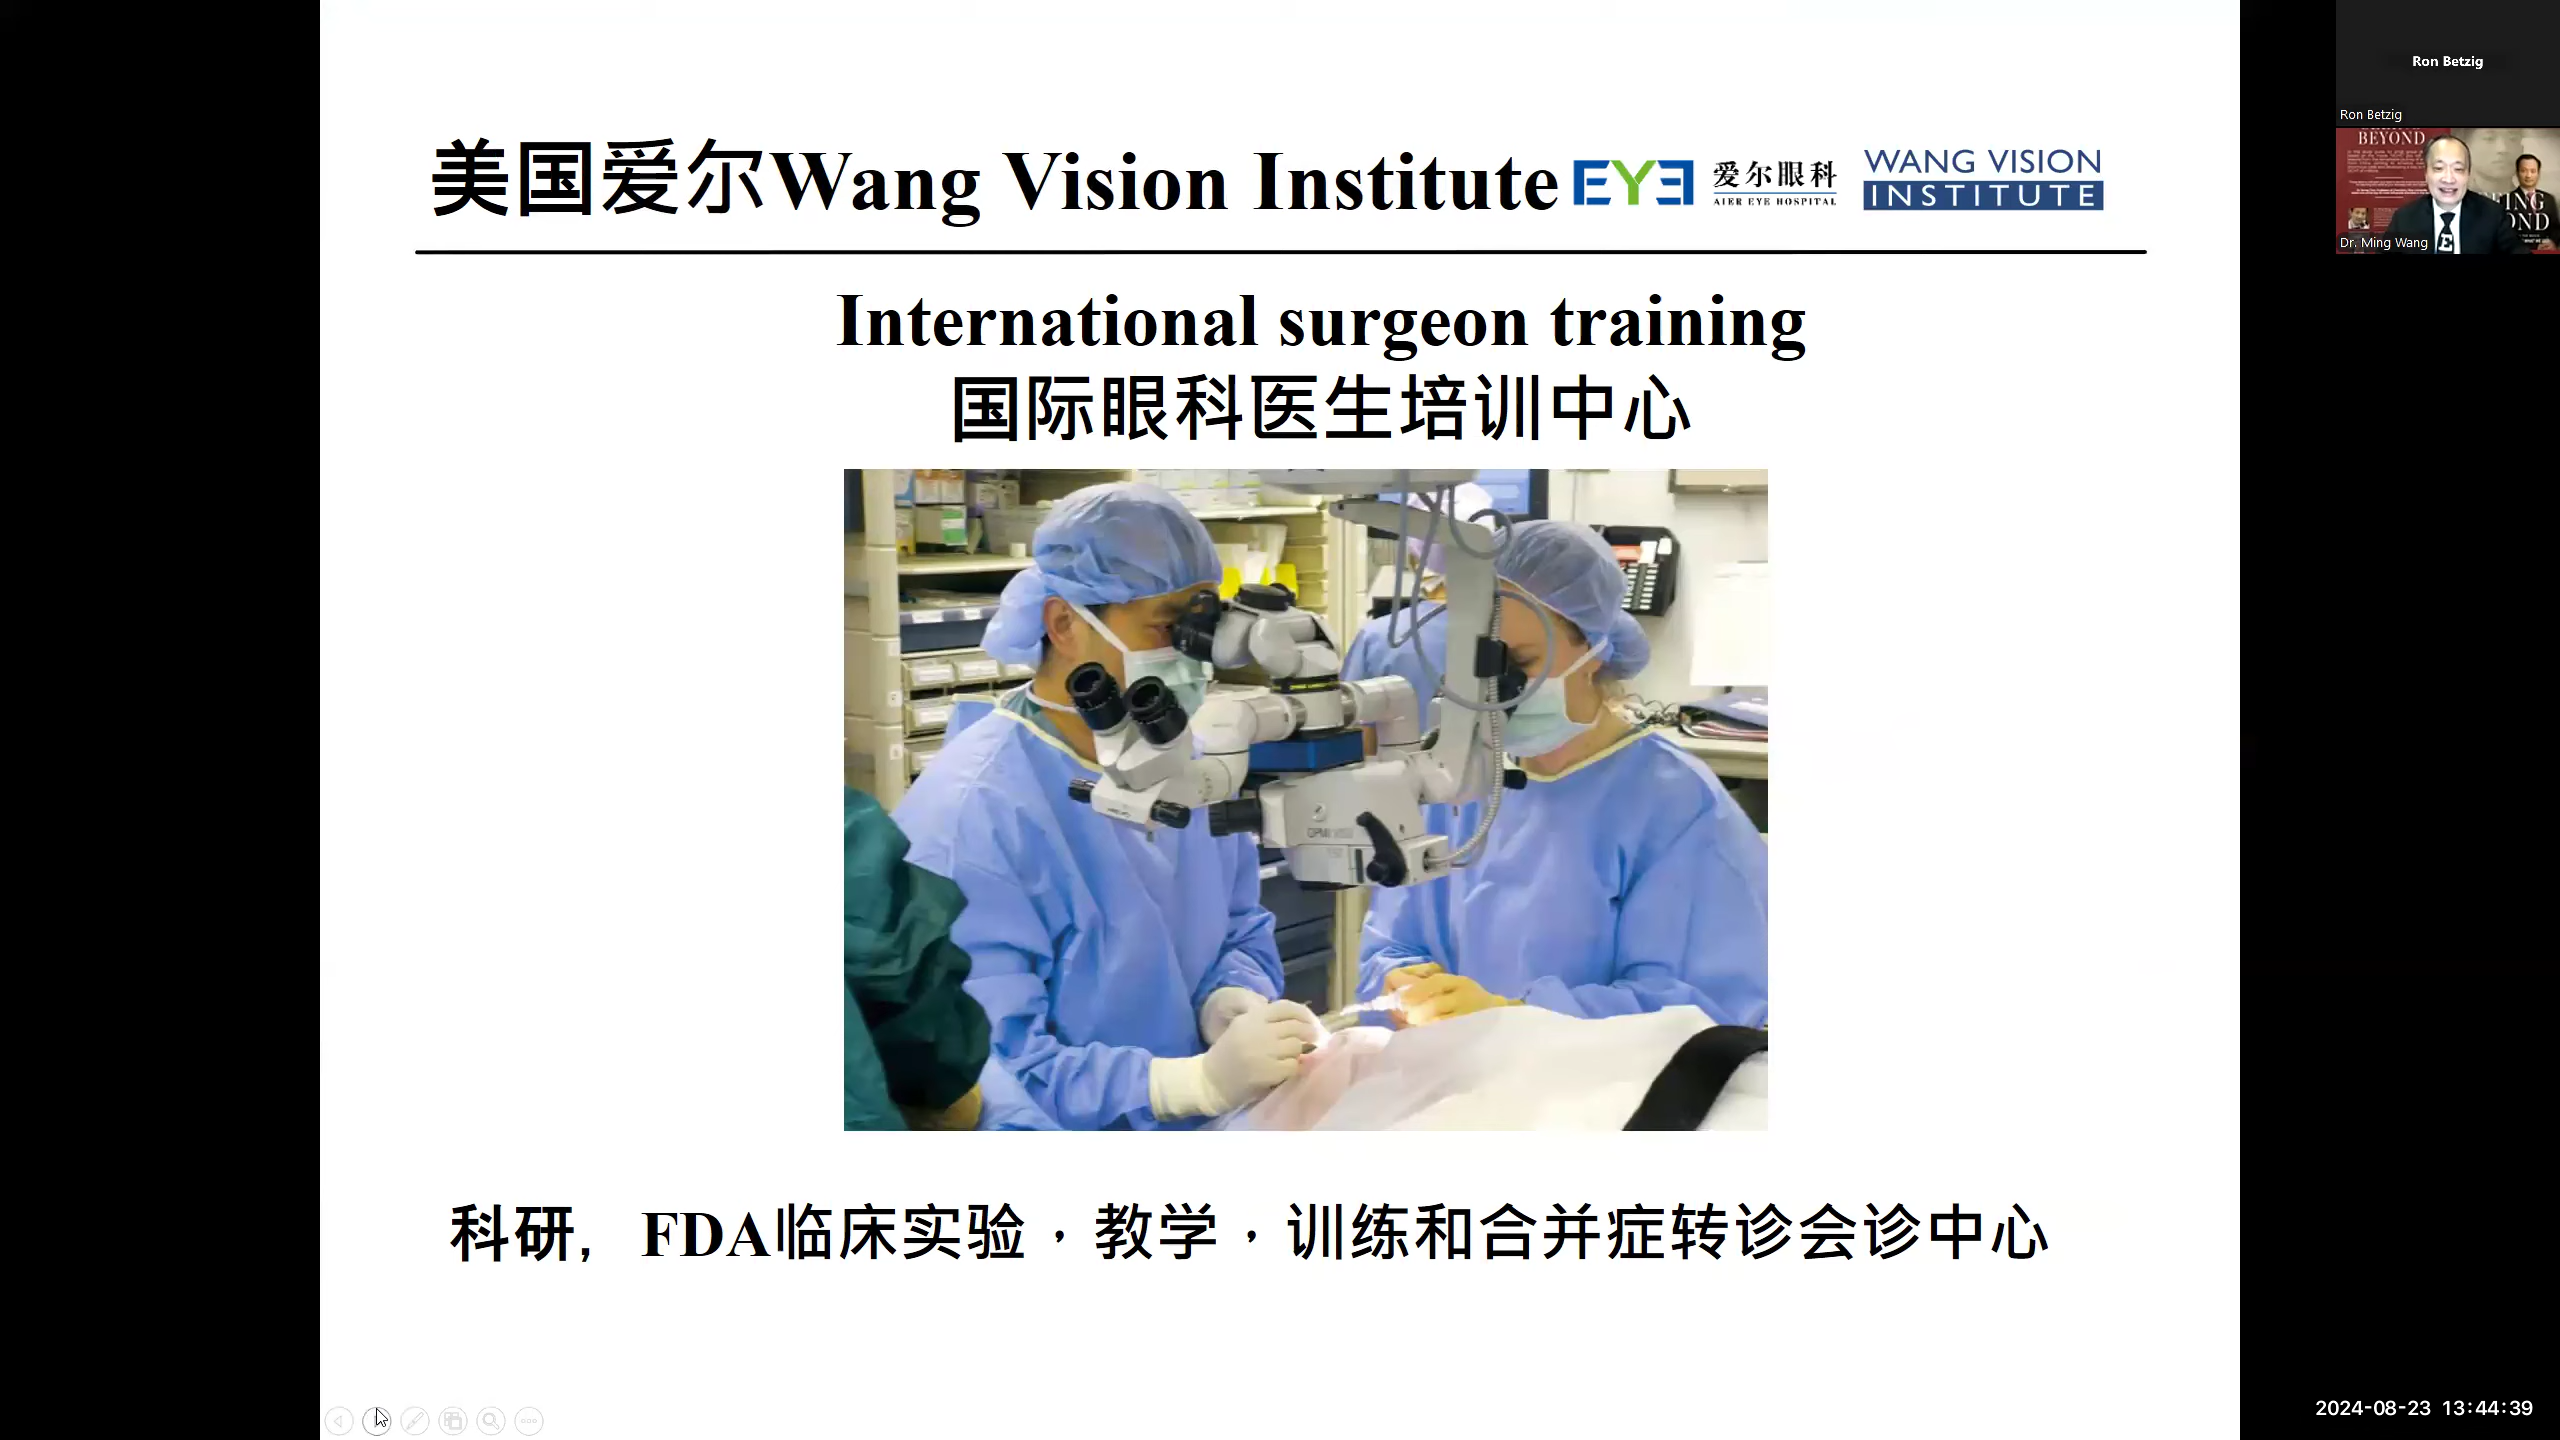 美国爱尔Wang Vision Institute
EYE
爱尔眼科
AIER EYE HOSPITAL
WANG VISION
INSTITUTE
International surgeon training
国际眼科医生培训中心
科研, FDA临床实验，教学，训练和合并症转诊会诊中心
Ron Betzig
Ron Betzig
BEYOND
Dr. Ming Wang
2024-08-23 13:44:39